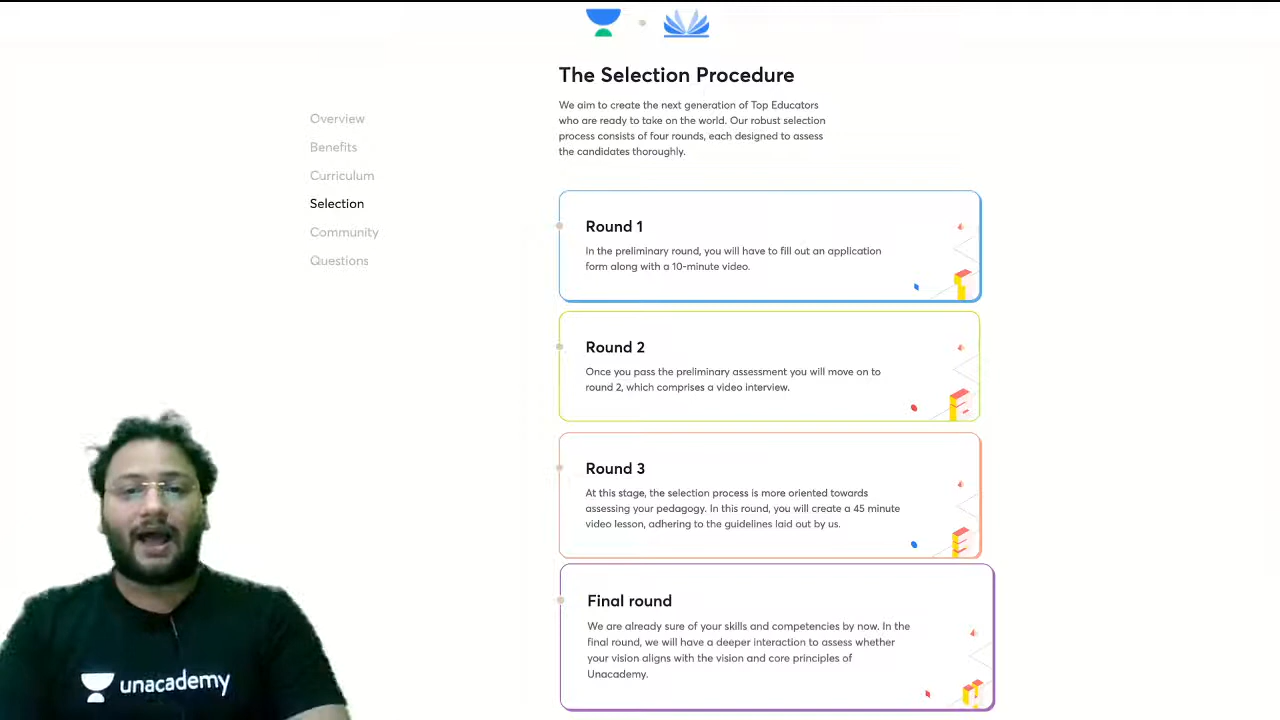 The Selection Procedure
We aim to create the next generation of Top Educators
who are ready to take on the world. Our robust selection
process consists of four rounds, each designed to assess
the candidates thoroughly.
Overview
Benefits
Curriculum
Selection
Community
Questions
Round 1
In the preliminary round, you will have to fill out an application
form along with a 10-minute video.
Round 2
Once you pass the preliminary assessment you will move on to
round 2, which comprises a video interview.
Round 3
At this stage, the selection process is more oriented towards
assessing your pedagogy. In this round, you will create a 45 minute
video lesson, adhering to the guidelines laid out by us.
Final round
We are already sure of your skills and competencies by now. In the
final round, we will have a deeper interaction to assess whether
your vision aligns with the vision and core principles of
Unacademy.
unacademy